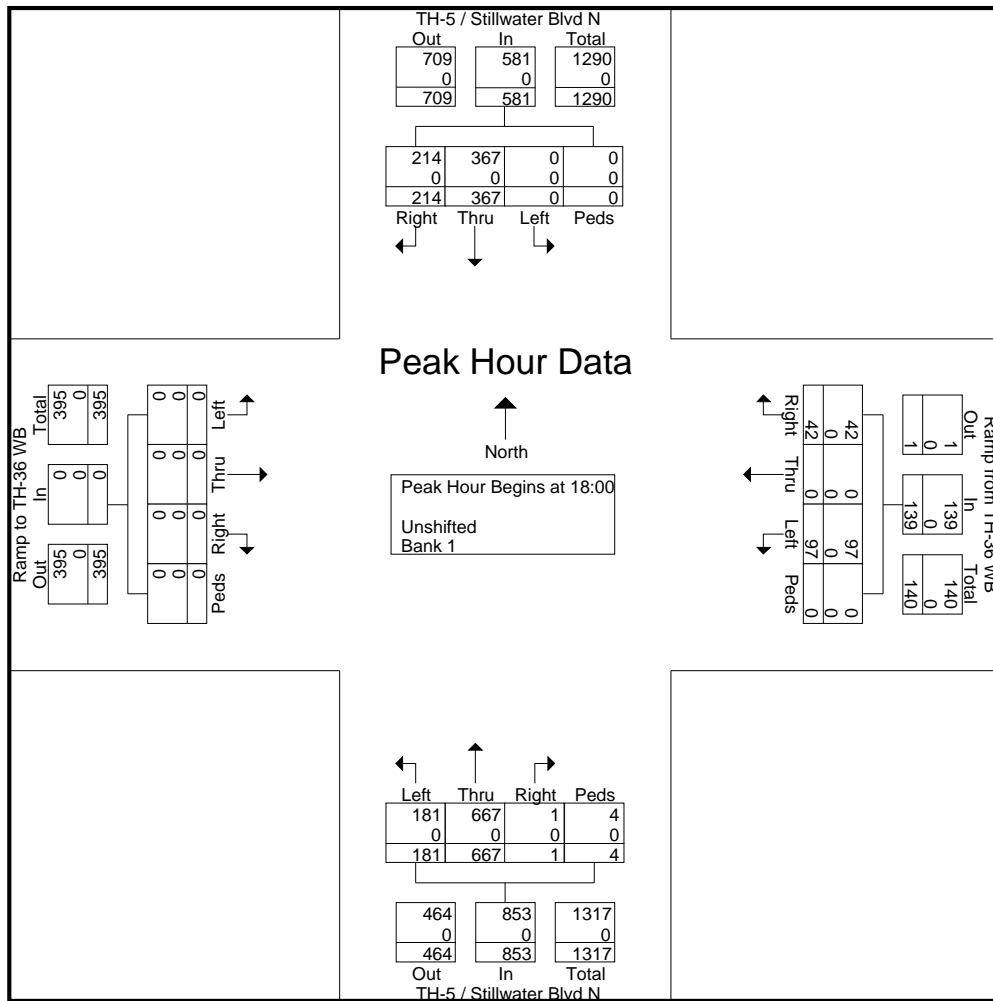 TH-5 / Stillwater Blvd N
Out In Total
709 581 1290
0 0 0
709 581 1290
214 367 0 0
0 0 0 0
214 367 0 0
Right Thru Left Peds
Peak Hour Data
North
Peak Hour Begins at 18:00
Unshifted
Bank 1
Ramp to TH-36 WB
Out In Total
395 0 395
0 0 0
395 0 395
Left Thru Right Peds
0 0 0 0
0 0 0 0
0 0 0 0
Ramp from TH-36 WB
Out In Total
1 139 140
0 0 0
1 139 140
42 0 97 0
0 0 0 0
42 0 97 0
Right Thru Left Peds
Left Thru Right Peds
181 667 1 4
0 0 0 0
181 667 1 4
464 853 1317
0 0 0
464 853 1317
Out In Total
TH-5 / Stillwater Blvd N